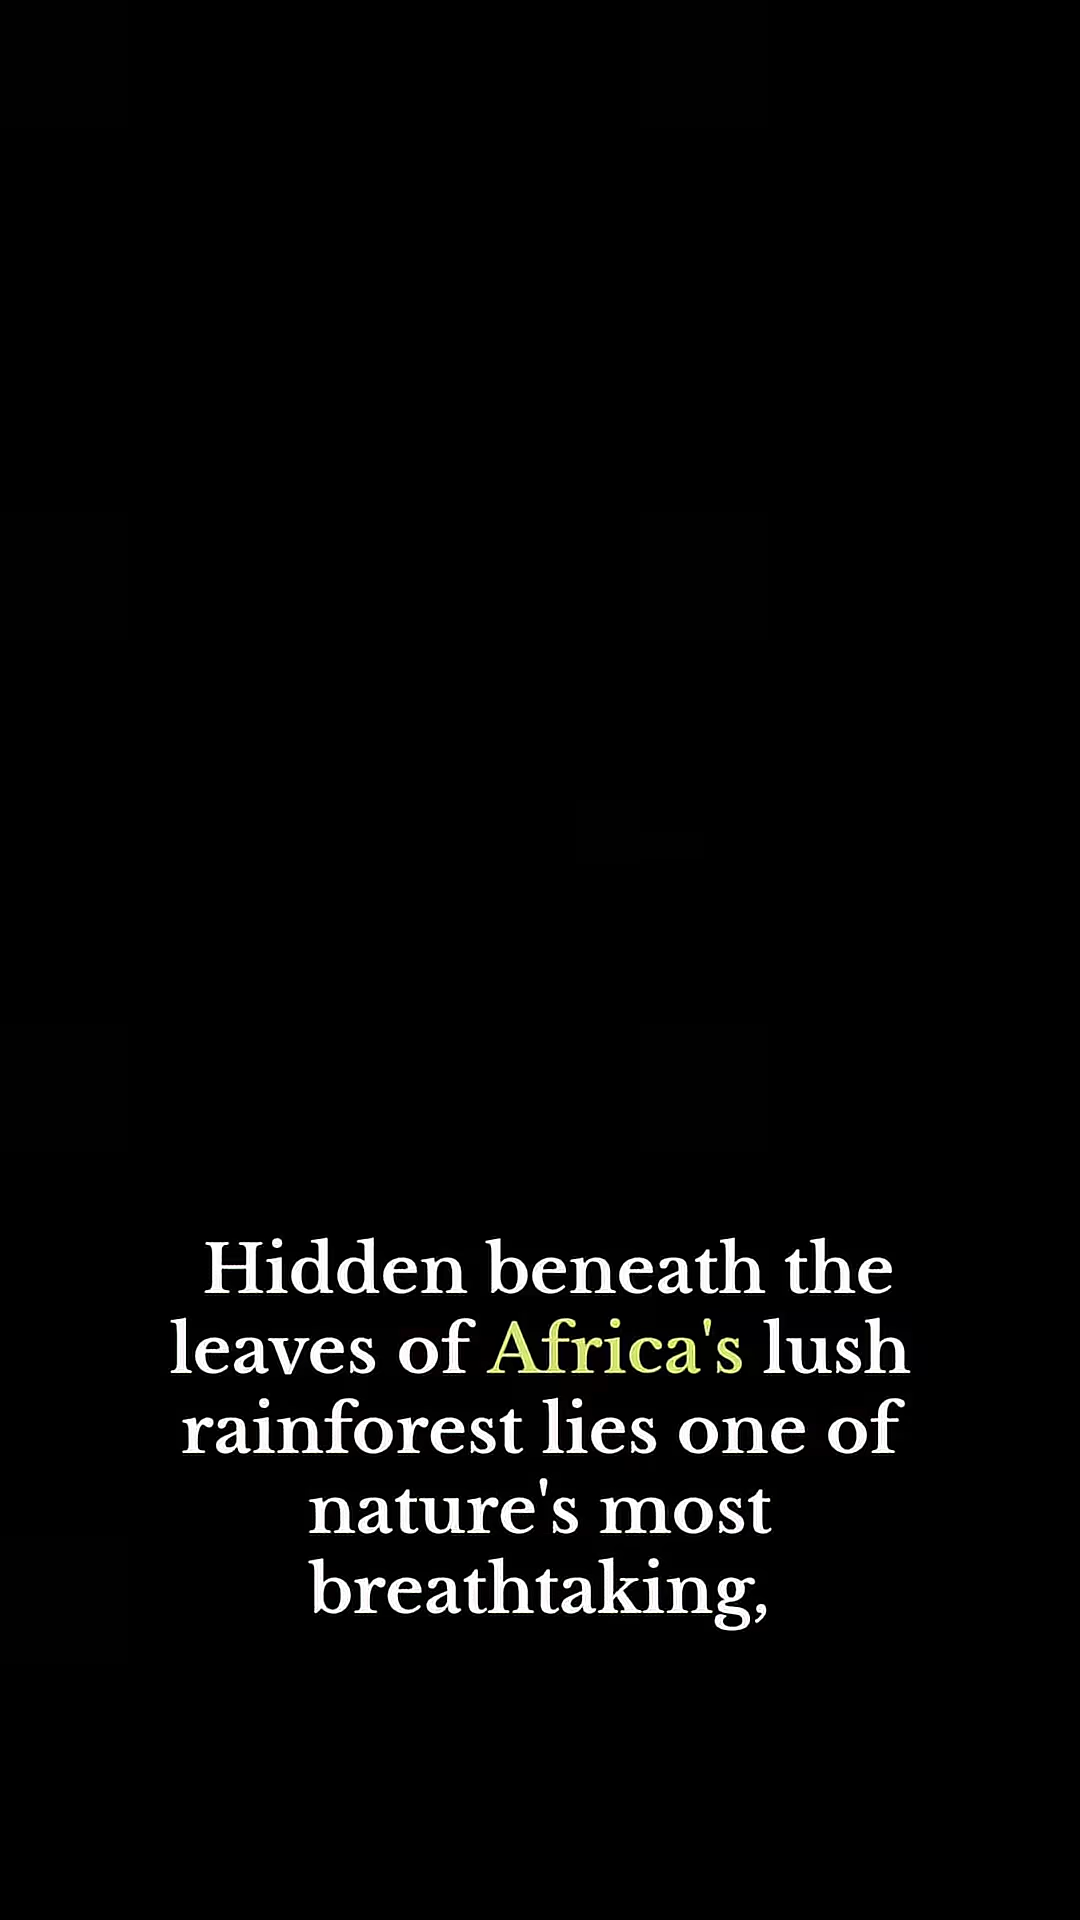 Hidden beneath the
leaves of Africa's lush
rainforest lies one of
nature's most
breathtaking,